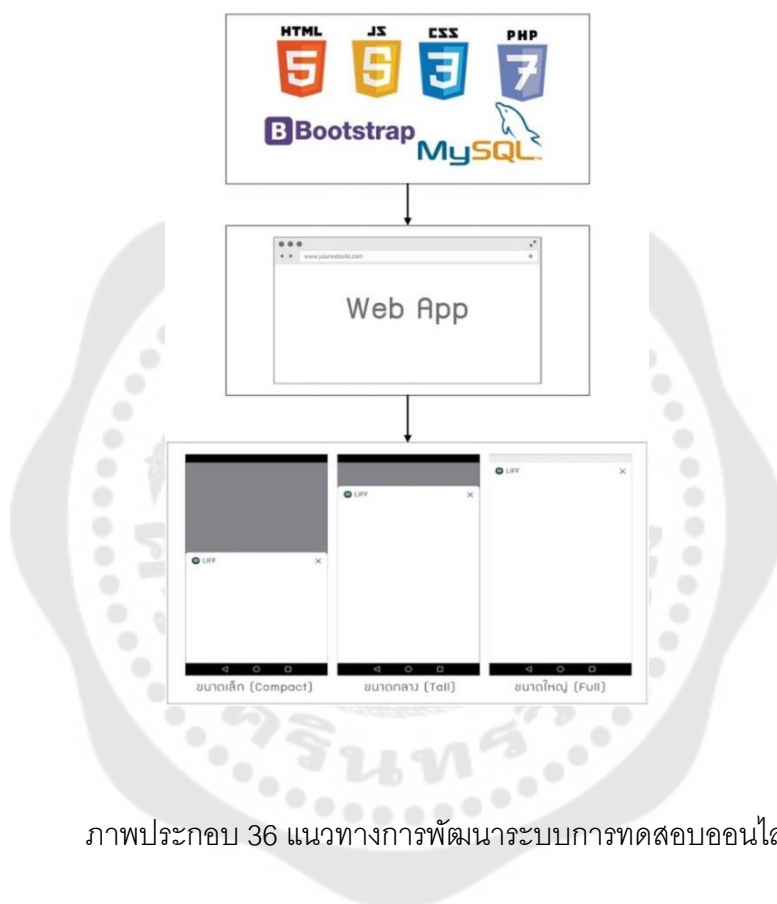 HTML JS CSS PHP
5 5 3 7
B Bootstrap
MySQL
www.yourwebsite.com
Web App
LIFF
LIFF
LIFF
ขนาดเล็ก (Compact) ขนาดกลาง (Tall) ขนาดใหญ่ (Full)
ภาพประกอบ 36 แนวทางการพัฒนาระบบการทดสอบออนไล